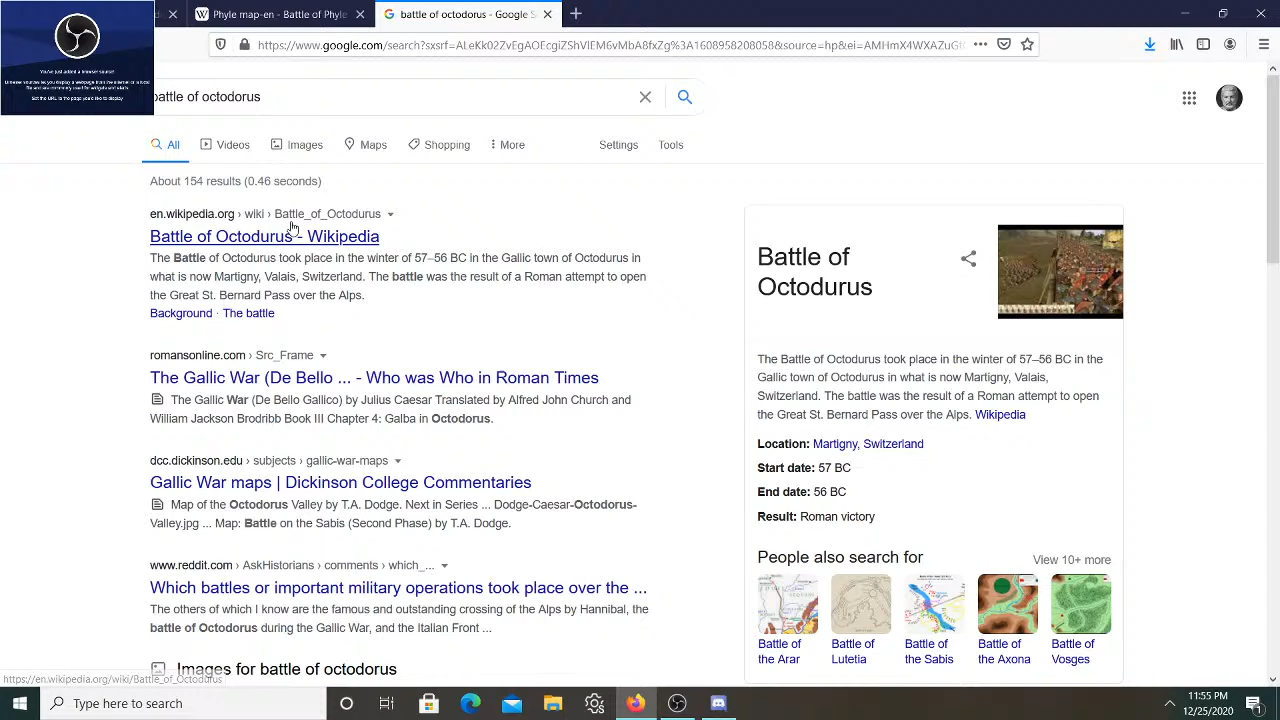 Phyle map-en - Battle of Phyle
battle of octodorus - Google S
You've just added a browser source!
https://www.google.com/search?sxsrf=ALeKk02ZvEgAOEcgiZShVlEM6vMbA8fxZg%3A1608958208058&source=hp&ei=AMHmX4WXAZuGt
battle of octodorus
All
Videos
Images
Maps
Shopping
More
Settings
Tools
About 154 results (0.46 seconds)
en.wikipedia.org › wiki › Battle_of_Octodurus
Battle of Octodurus - Wikipedia
The Battle of Octodurus took place in the winter of 57–56 BC in the Gallic town of Octodurus in
what is now Martigny, Valais, Switzerland. The battle was the result of a Roman attempt to open
the Great St. Bernard Pass over the Alps.
Background · The battle
romansonline.com › Src_Frame
The Gallic War (De Bello ... - Who was Who in Roman Times
The Gallic War (De Bello Gallico) by Julius Caesar Translated by Alfred John Church and
William Jackson Brodribb Book III Chapter 4: Galba in Octodorus.
dcc.dickinson.edu › subjects › gallic-war-maps
Gallic War maps | Dickinson College Commentaries
Map of the Octodorus Valley by T.A. Dodge. Next in Series ... Dodge-Caesar-Octodorus-
Valley.jpg ... Map: Battle on the Sabis (Second Phase) by T.A. Dodge.
www.reddit.com › AskHistorians › comments › which_...
Which battles or important military operations took place over the ...
The others of which I know are the famous and outstanding crossing of the Alps by Hannibal, the
battle of Octodorus during the Gallic War, and the Italian Front ...
Images for battle of octodorus
Battle of
Octodurus
The Battle of Octodurus took place in the winter of 57–56 BC in the
Gallic town of Octodurus in what is now Martigny, Valais,
Switzerland. The battle was the result of a Roman attempt to open
the Great St. Bernard Pass over the Alps. Wikipedia
Location: Martigny, Switzerland
Start date: 57 BC
End date: 56 BC
Result: Roman victory
People also search for
View 10+ more
Battle of
the Arar
Battle of
Lutetia
Battle of
the Sabis
Battle of
the Axona
Battle of
Vosges
https://en.wikipedia.org/wiki/Battle_of_Octodurus
Type here to search
11:55 PM
12/25/2020